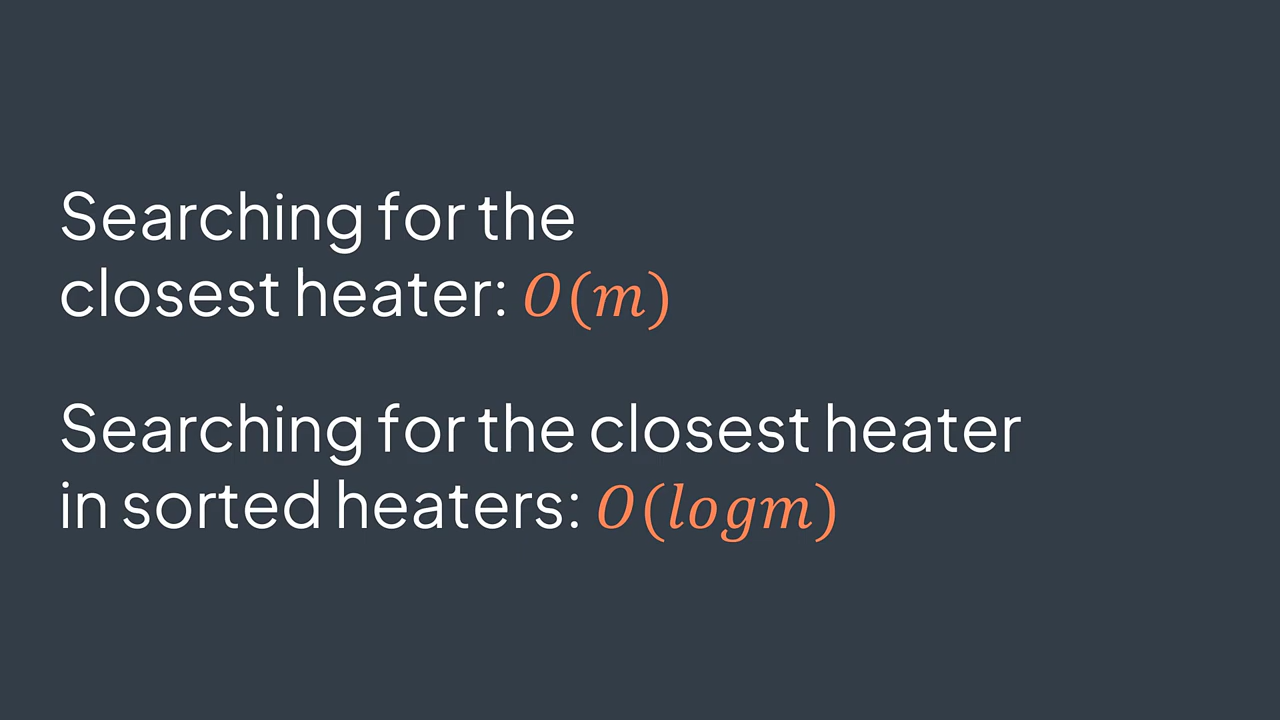 Searching for the
closest heater: O(m)
Searching for the closest heater
in sorted heaters: O(logm)